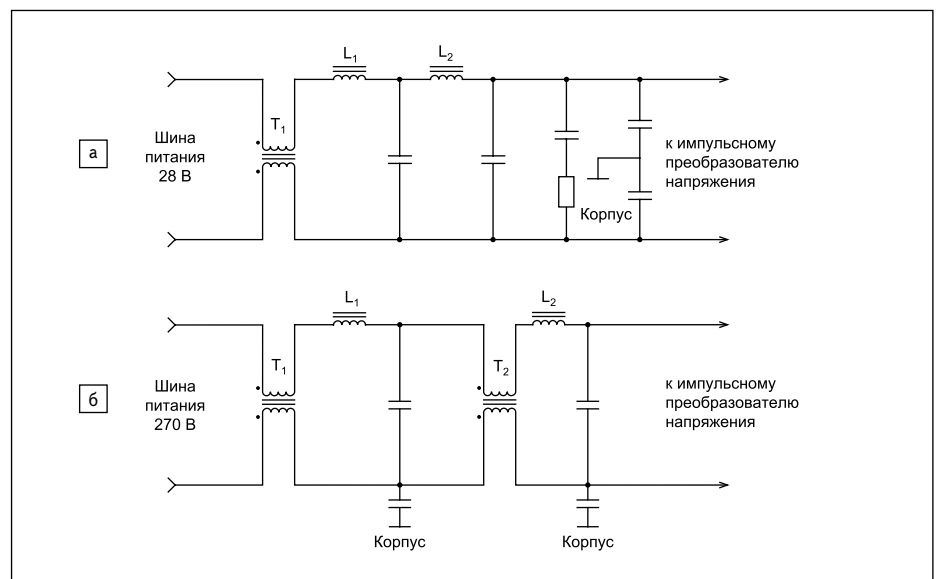 L₁
L₂
T₁
а
Шина
питания
28 В
к импульсному
преобразователю
напряжения
Корпус
L₁
L₂
T₁
T₂
б
Шина
питания
270 В
к импульсному
преобразователю
напряжения
Корпус
Корпус